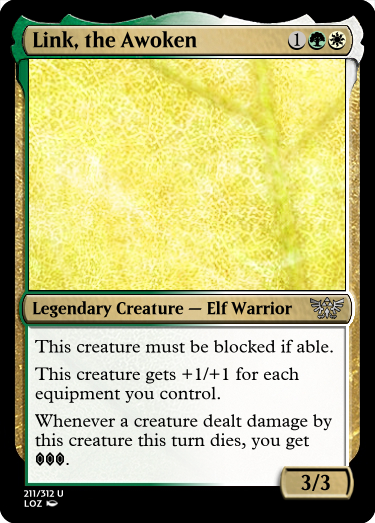 Link, the Awoken 1
Legendary Creature — Elf Warrior
This creature must be blocked if able.
This creature gets +1/+1 for each
equipment you control.
Whenever a creature dealt damage by
this creature this turn dies, you get
.
3/3
211/312 U
LOZ